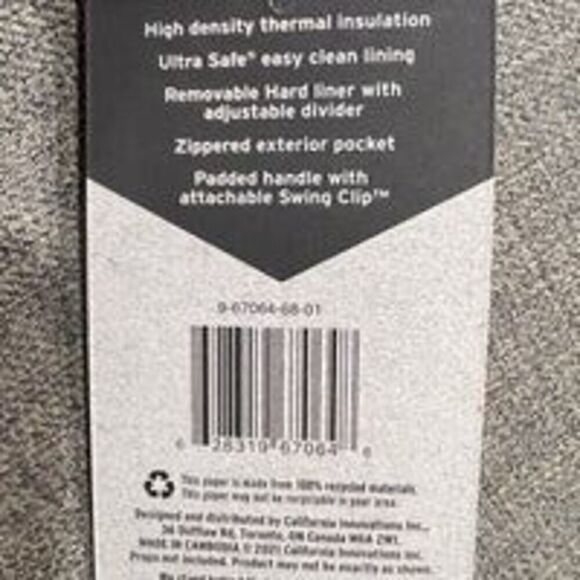 High density thermal insulation
Ultra Safe® easy clean lining
Removable Hard liner with
adjustable divider
Zippered exterior pocket
Padded handle with
attachable Swing Clip™
9-67064-68-01
6 28319 67064 6
This paper is made from 100% recycled materials.
This paper may not be recyclable in your area.
Designed and distributed by California Innovations Inc.,
36 Dufflaw Rd, Toronto, ON Canada M6A 2W1.
MADE IN CAMBODIA © 2021 California Innovations Inc.
Props not included. Product may not be exactly as shown.